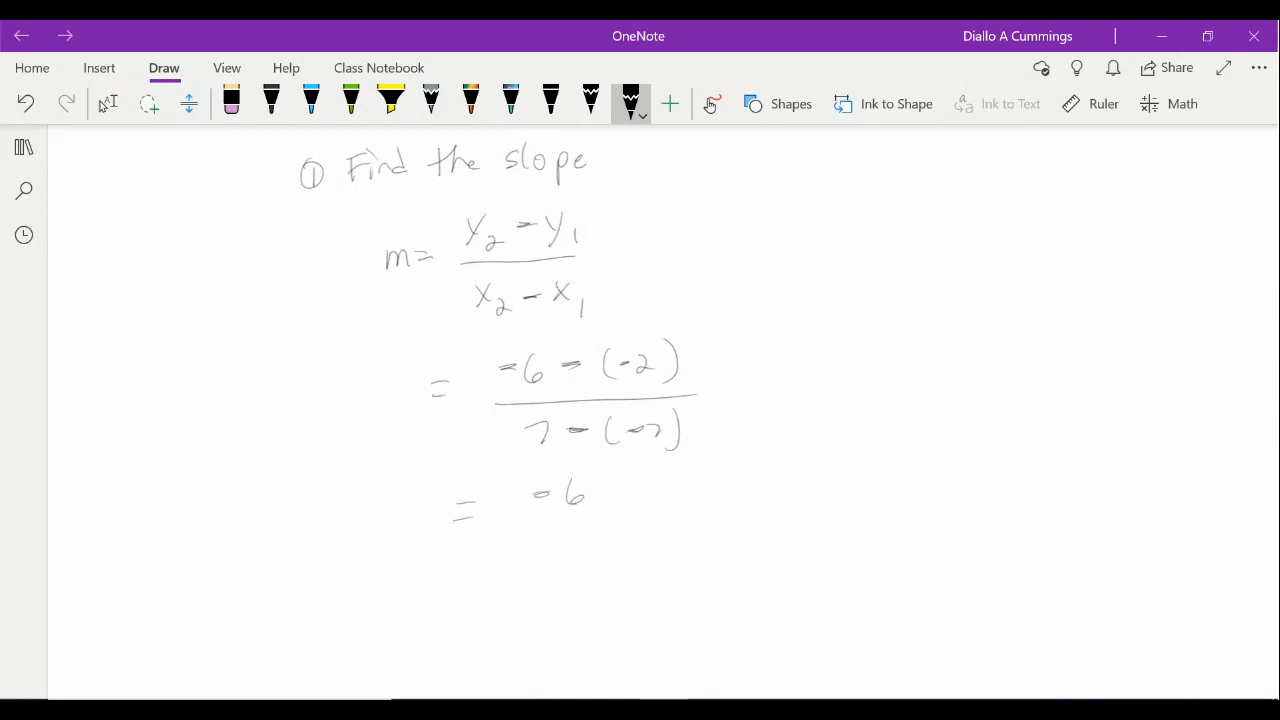 OneNote
Diallo A Cummings
Home Insert Draw View Help Class Notebook
Share
Shapes Ink to Shape Ink to Text Ruler Math
① Find the slope
m = y₂ - y₁
x₂ - x₁
= -6 - (-2)
7 - (-7)
= -6